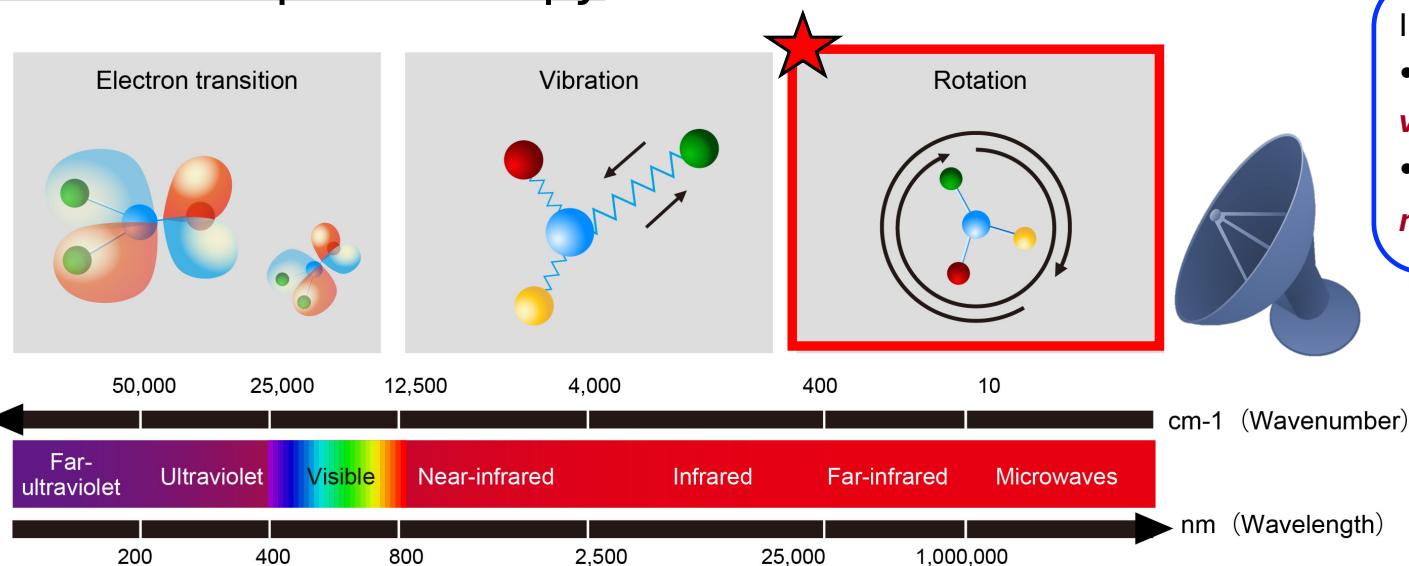 Electron transition
Vibration
Rotation
50,000 25,000 12,500 4,000 400 10
cm-1（Wavenumber）
Far-
ultraviolet
Ultraviolet
Visible
Near-infrared
Infrared
Far-infrared
Microwaves
nm（Wavelength）
200 400 800 2,500 25,000 1,000,000